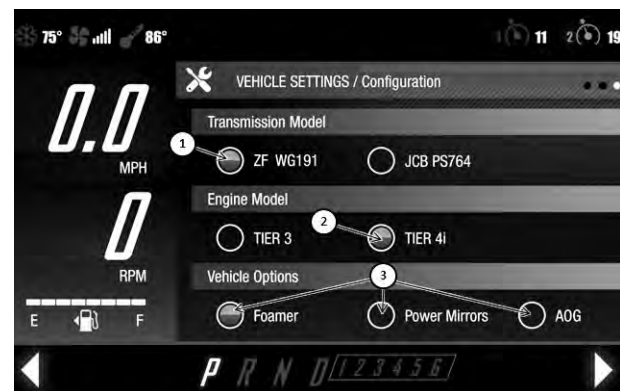 75° 86° 1 11 2 19
VEHICLE SETTINGS / Configuration
0.0
MPH
Transmission Model
1
ZF WG191 JCB PS764
Engine Model
0
RPM
2
TIER 3 TIER 4i
Vehicle Options
3
E F
Foamer Power Mirrors AOG
P R N D 1 2 3 4 5 6